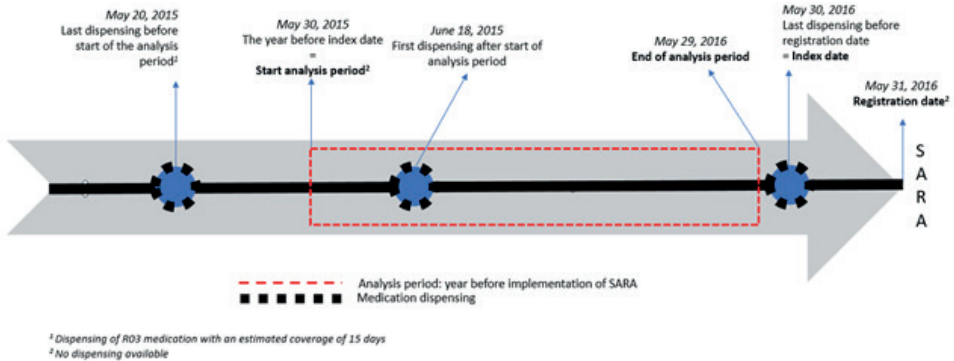 May 20, 2015
Last dispensing before
start of the analysis
period²
May 30, 2015
The year before index date
=
Start analysis period²
June 18, 2015
First dispensing after start of
analysis period
May 29, 2016
End of analysis period
May 30, 2016
Last dispensing before
registration date
= Index date
May 31, 2016
Registration date²
S
A
R
A
Analysis period: year before implementation of SARA
Medication dispensing
¹ Dispensing of R03 medication with an estimated coverage of 15 days
² No dispensing available